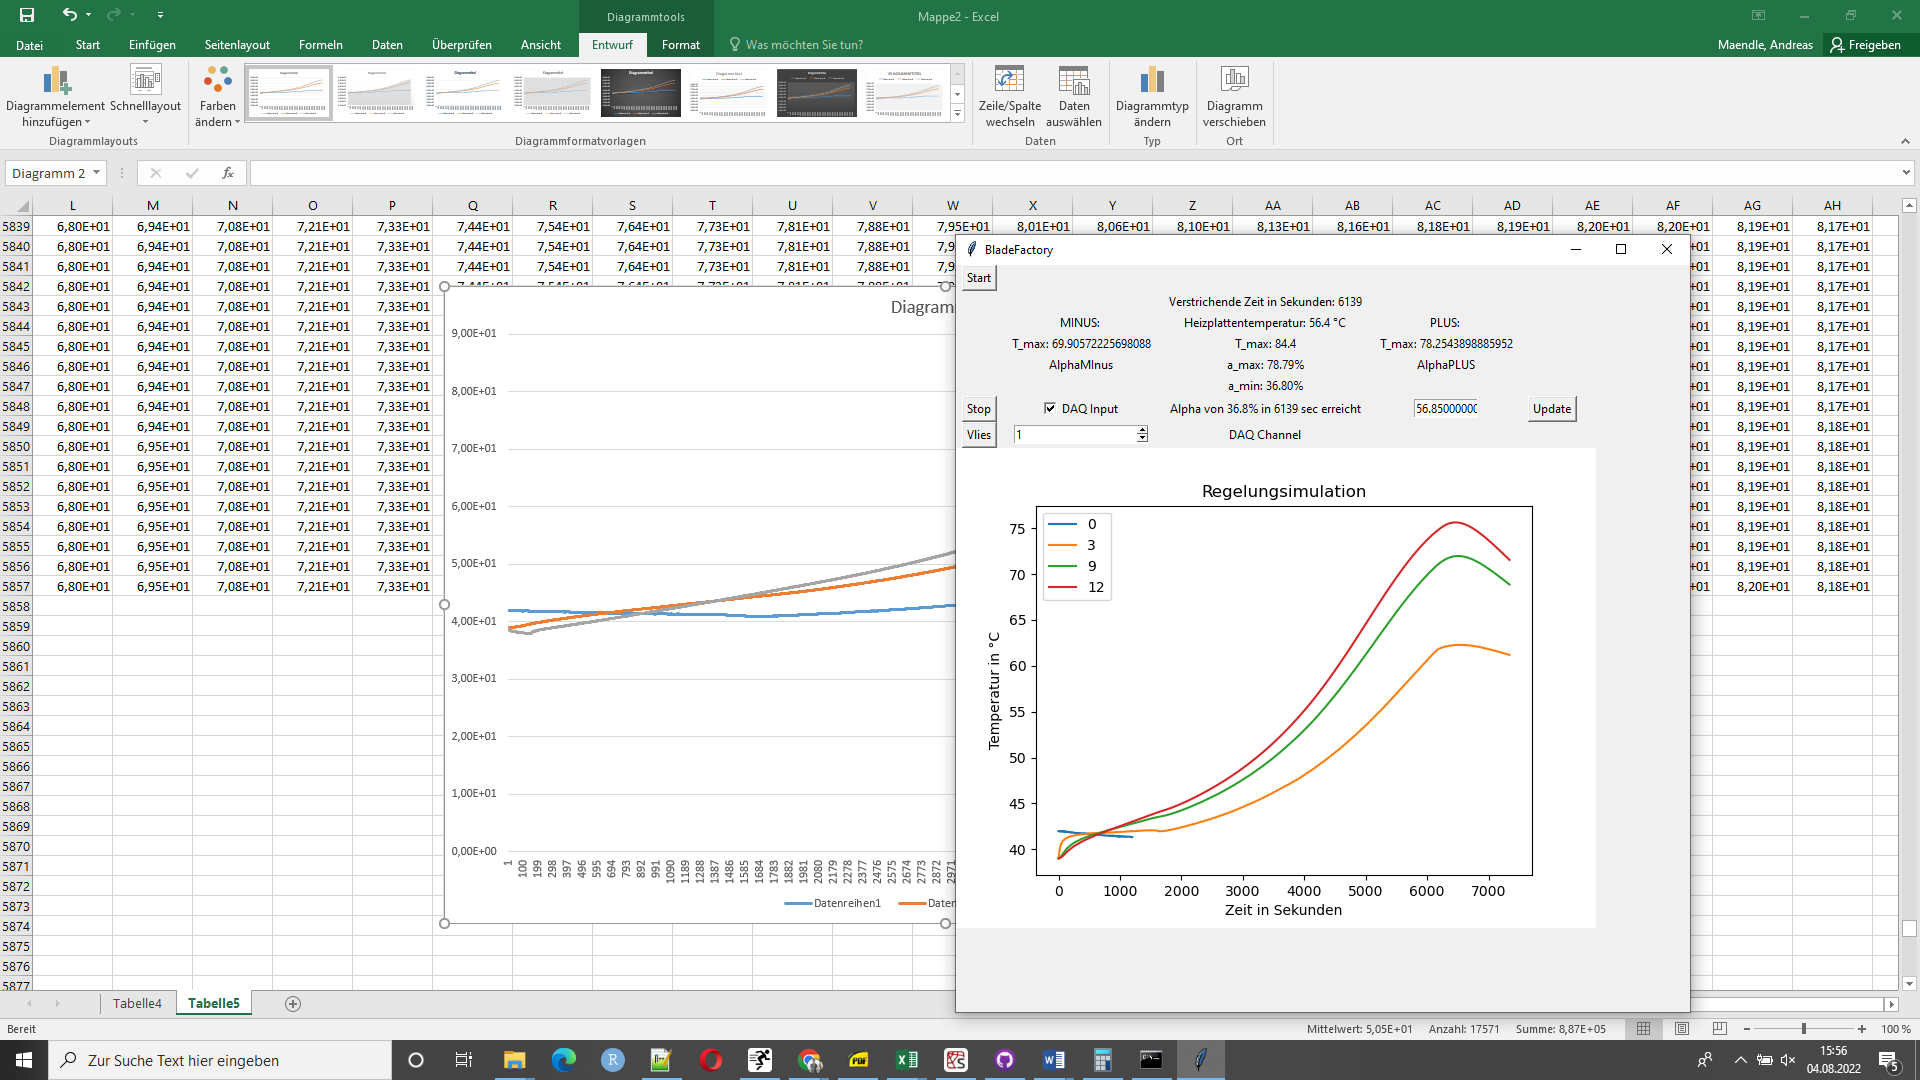 Diagrammtools
Mappe2 - Excel
Datei Start Einfügen Seitenlayout Formeln Daten Überprüfen Ansicht Entwurf Format Was möchten Sie tun? Maendle, Andreas Freigeben
Diagrammelement hinzufügen
Schnelllayout
Farben ändern
Zeile/Spalte wechseln
Daten auswählen
Diagrammtyp ändern
Diagramm verschieben
Diagrammlayouts Diagrammformatvorlagen Daten Typ Ort
Diagramm 2 fx
L M N O P Q R S T U V W X Y Z AA AB AC AD AE AF AG AH
5839 6,80E+01 6,94E+01 7,08E+01 7,21E+01 7,33E+01 7,44E+01 7,54E+01 7,64E+01 7,73E+01 7,81E+01 7,88E+01 7,95E+01 8,01E+01 8,06E+01 8,10E+01 8,13E+01 8,16E+01 8,18E+01 8,19E+01 8,20E+01 8,20E+01 8,19E+01 8,17E+01
5840 6,80E+01 6,94E+01 7,08E+01 7,21E+01 7,33E+01 7,44E+01 7,54E+01 7,64E+01 7,73E+01 7,81E+01 7,88E+01 7,9 +01 8,19E+01 8,17E+01
5841 6,80E+01 6,94E+01 7,08E+01 7,21E+01 7,33E+01 7,44E+01 7,54E+01 7,64E+01 7,73E+01 7,81E+01 7,88E+01 7,9 +01 8,19E+01 8,17E+01
5842 6,80E+01 6,94E+01 7,08E+01 7,21E+01 7,33E+01 +01 8,19E+01 8,17E+01
5843 6,80E+01 6,94E+01 7,08E+01 7,21E+01 7,33E+01 +01 8,19E+01 8,17E+01
5844 6,80E+01 6,94E+01 7,08E+01 7,21E+01 7,33E+01 +01 8,19E+01 8,17E+01
5845 6,80E+01 6,94E+01 7,08E+01 7,21E+01 7,33E+01 +01 8,19E+01 8,17E+01
5846 6,80E+01 6,94E+01 7,08E+01 7,21E+01 7,33E+01 +01 8,19E+01 8,17E+01
5847 6,80E+01 6,94E+01 7,08E+01 7,21E+01 7,33E+01 +01 8,19E+01 8,17E+01
5848 6,80E+01 6,94E+01 7,08E+01 7,21E+01 7,33E+01 +01 8,19E+01 8,17E+01
5849 6,80E+01 6,94E+01 7,08E+01 7,21E+01 7,33E+01 +01 8,19E+01 8,17E+01
5850 6,80E+01 6,95E+01 7,08E+01 7,21E+01 7,33E+01 +01 8,19E+01 8,18E+01
5851 6,80E+01 6,95E+01 7,08E+01 7,21E+01 7,33E+01 +01 8,19E+01 8,18E+01
5852 6,80E+01 6,95E+01 7,08E+01 7,21E+01 7,33E+01 +01 8,19E+01 8,18E+01
5853 6,80E+01 6,95E+01 7,08E+01 7,21E+01 7,33E+01 +01 8,19E+01 8,18E+01
5854 6,80E+01 6,95E+01 7,08E+01 7,21E+01 7,33E+01 +01 8,19E+01 8,18E+01
5855 6,80E+01 6,95E+01 7,08E+01 7,21E+01 7,33E+01 +01 8,19E+01 8,18E+01
5856 6,80E+01 6,95E+01 7,08E+01 7,21E+01 7,33E+01 +01 8,19E+01 8,18E+01
5857 6,80E+01 6,95E+01 7,08E+01 7,21E+01 7,33E+01 +01 8,20E+01 8,18E+01
5858
5859
5860
5861
5862
5863
5864
5865
5866
5867
5868
5869
5870
5871
5872
5873
5874
5875
5876
5877
Diagram
9,00E+01
8,00E+01
7,00E+01
6,00E+01
5,00E+01
4,00E+01
3,00E+01
2,00E+01
1,00E+01
0,00E+00
1 100 199 298 397 496 595 694 793 892 991 1090 1189 1288 1387 1486 1585 1684 1783 1882 1981 2080 2179 2278 2377 2476 2575 2674 2773 2872 2971
Datenreihen1 Daten
BladeFactory
Start
Verstrichende Zeit in Sekunden: 6139
MINUS: Heizplattentemperatur: 56.4 °C PLUS:
T_max: 69.90572225698088 T_max: 84.4 T_max: 78.2543898885952
AlphaMInus a_max: 78.79% AlphaPLUS
a_min: 36.80%
Stop DAQ Input Alpha von 36.8% in 6139 sec erreicht 56.85000000 Update
Vlies 1 DAQ Channel
Regelungsimulation
0
3
9
12
75
70
65
60
55
50
45
40
Temperatur in °C
0 1000 2000 3000 4000 5000 6000 7000
Zeit in Sekunden
Tabelle4 Tabelle5
Bereit Mittelwert: 5,05E+01 Anzahl: 17571 Summe: 8,87E+05 100 %
Zur Suche Text hier eingeben
15:56
04.08.2022
5